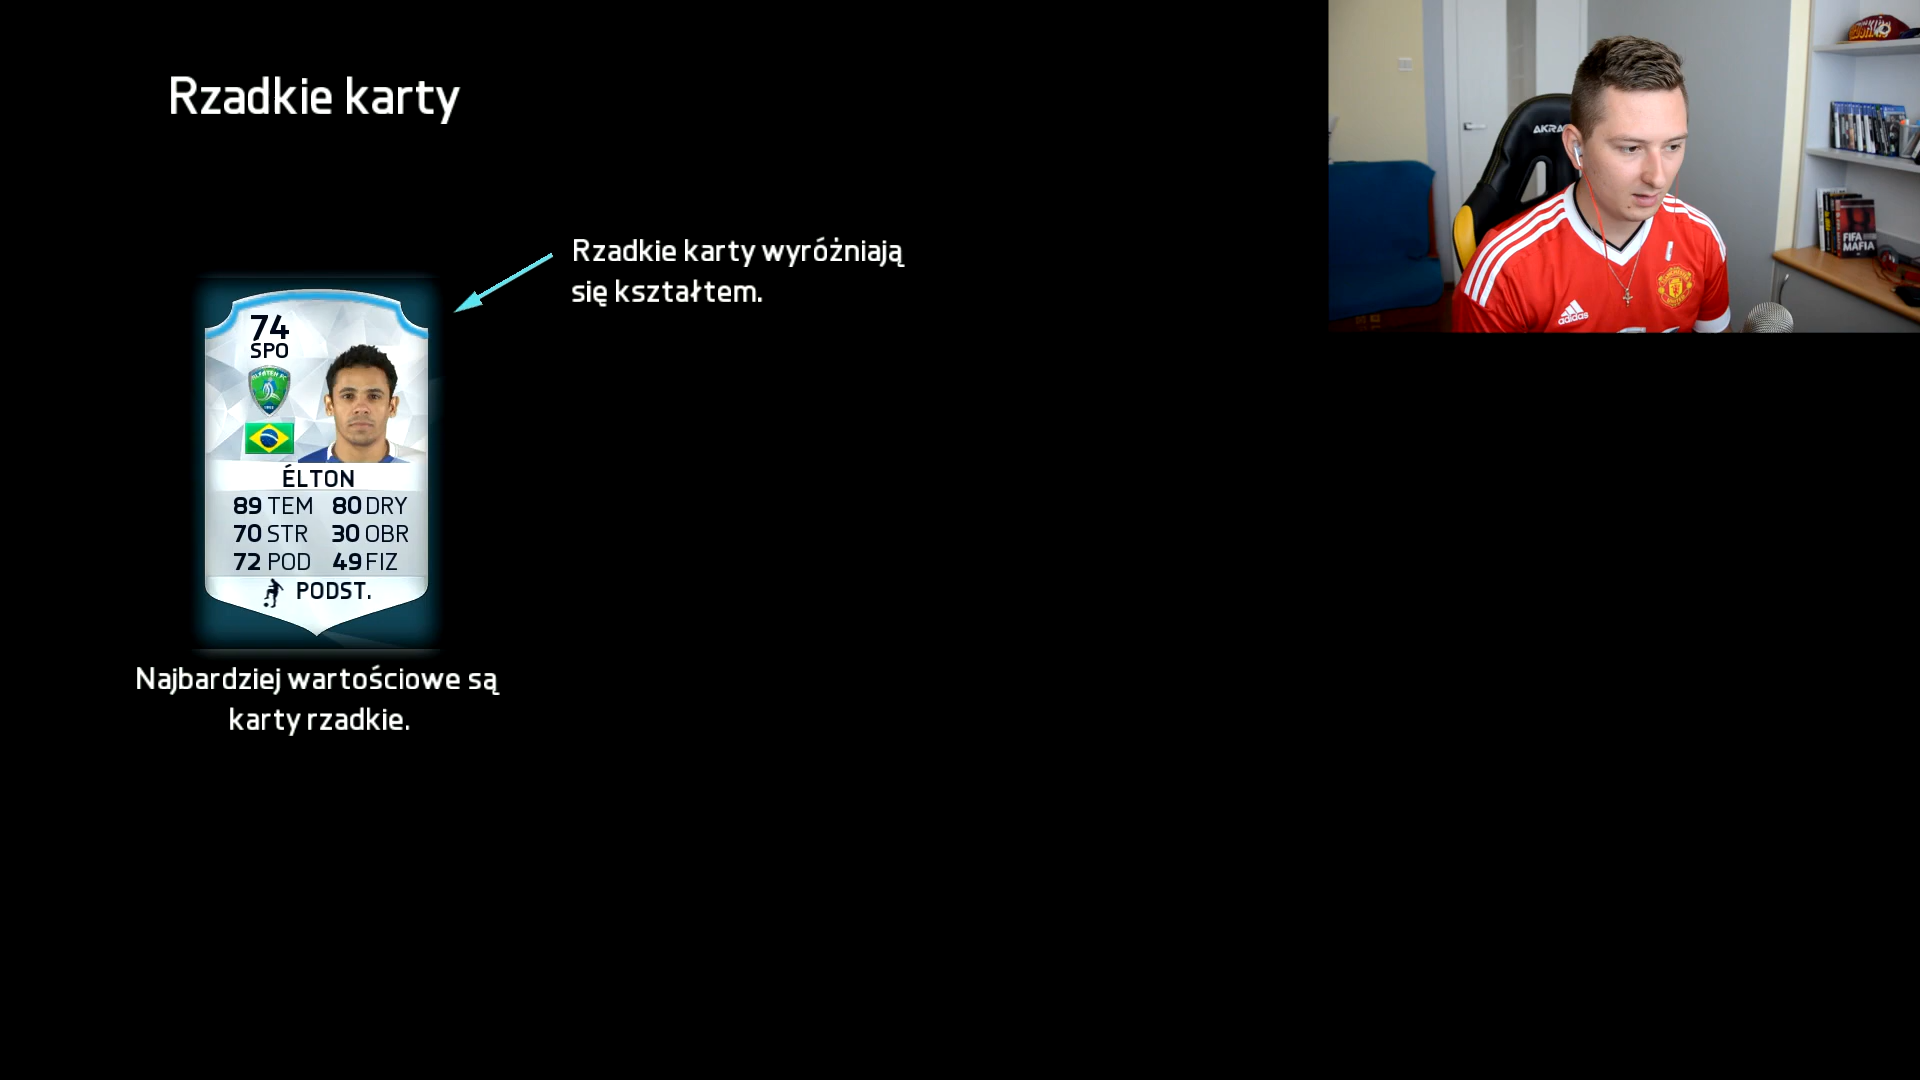 Rzadkie karty
Rzadkie karty wyróżniają
się kształtem.
74
SPO
ÉLTON
89 TEM 80 DRY
70 STR 30 OBR
72 POD 49 FIZ
PODST.
Najbardziej wartościowe są
karty rzadkie.
AKRA
adidas
FIFA
MAFIA